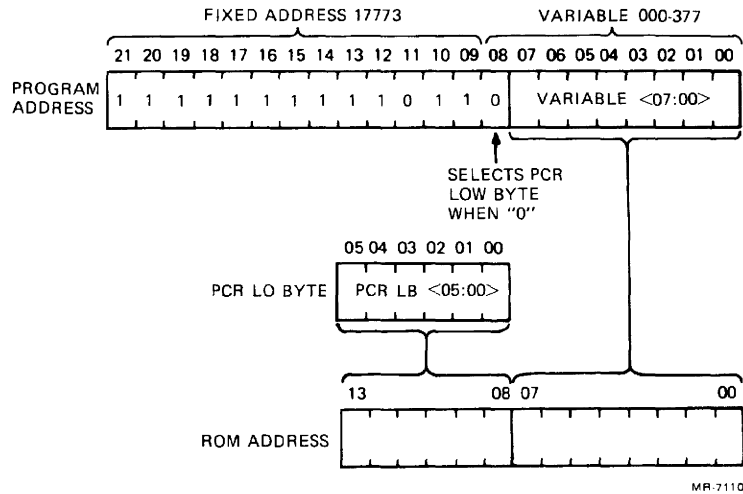 FIXED ADDRESS 17773 VARIABLE 000-377
21 20 19 18 17 16 15 14 13 12 11 10 09 08 07 06 05 04 03 02 01 00
PROGRAM
ADDRESS
1 1 1 1 1 1 1 1 1 1 0 1 1 0 VARIABLE <07:00>
SELECTS PCR
LOW BYTE
WHEN "0"
05 04 03 02 01 00
PCR LO BYTE PCR LB <05:00>
13 08 07 00
ROM ADDRESS
MR-7110